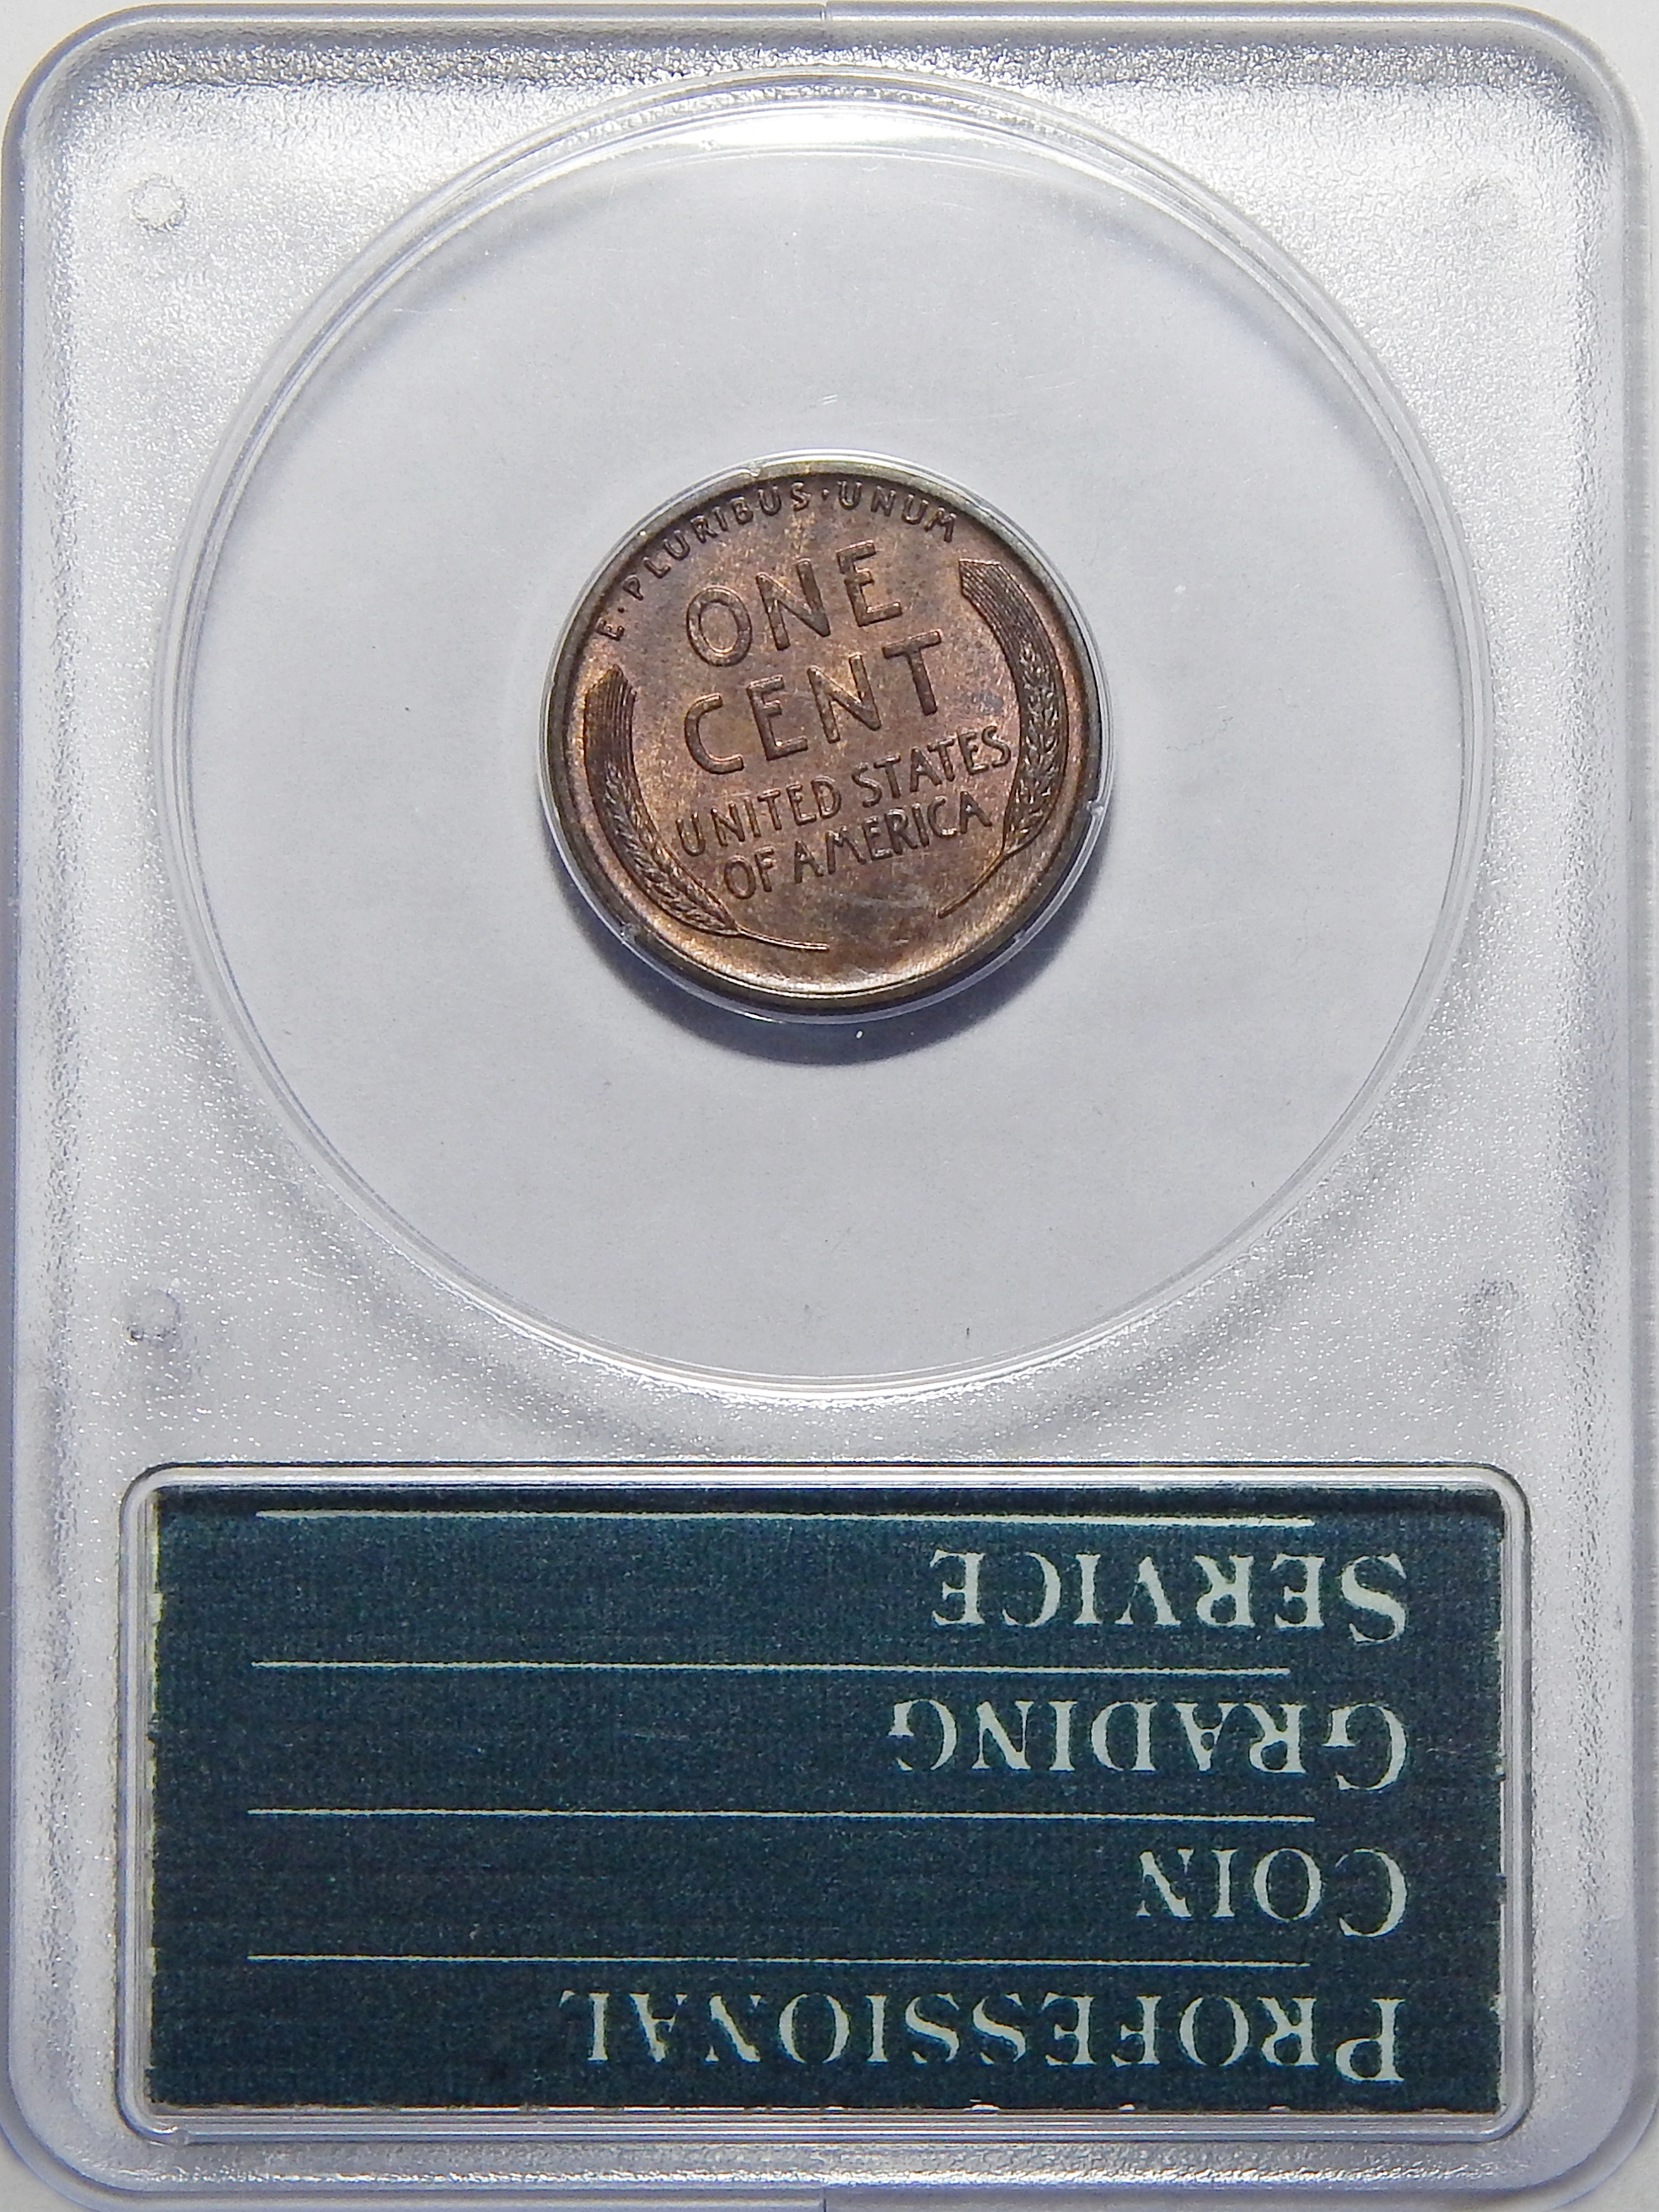 E·PLURIBUS·UNUM
ONE
CENT
UNITED STATES
OF AMERICA
PROFESSIONAL
COIN
GRADING
SERVICE